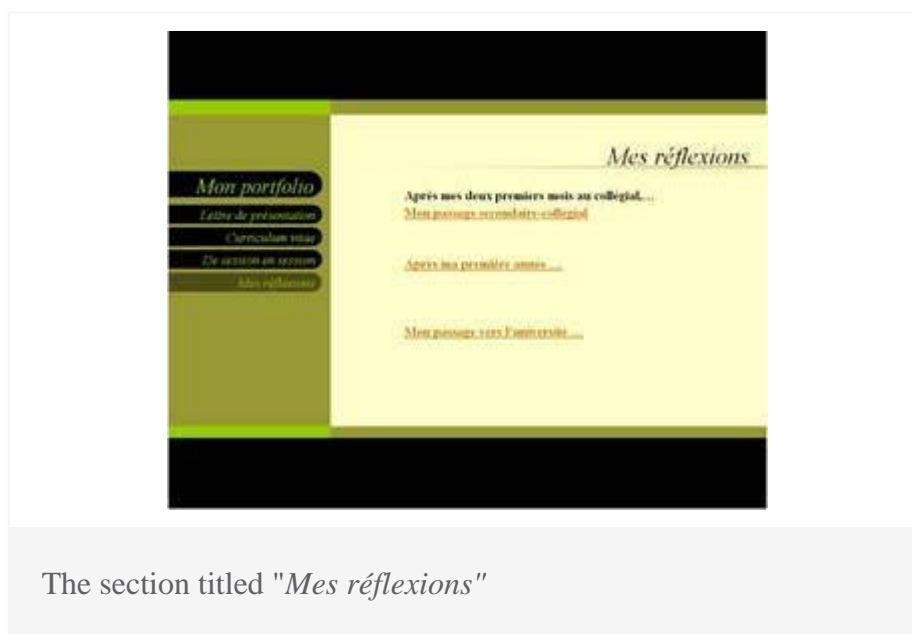 Mes réflexions
Mon portfolio
Lettre de présentation
Curriculum vitae
De session en session
Mes réflexions
Après mes deux premiers mois au collégial,...
Mon passage secondaire-collégial
Après ma première année ...
Mon passage vers l'université ...
The section titled "Mes réflexions"